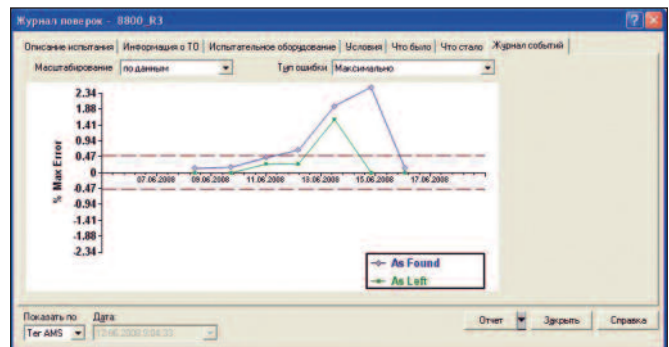 Журнал поверок - 8800_R3
Описание испытания Информация о ТО Испытательное оборудование Условия Что было Что стало Журнал событий
Масштабирование по данным Тип ошибки Максимально
2.34
1.88
1.41
0.94
0.47
0
-0.47
-0.94
-1.41
-1.88
-2.34
% Max Error
07.06.2008 09.06.2008 11.06.2008 13.06.2008 15.06.2008 17.06.2008
As Found
As Left
Показать по Дата:
Тег AMS
Отчет Закрыть Справка